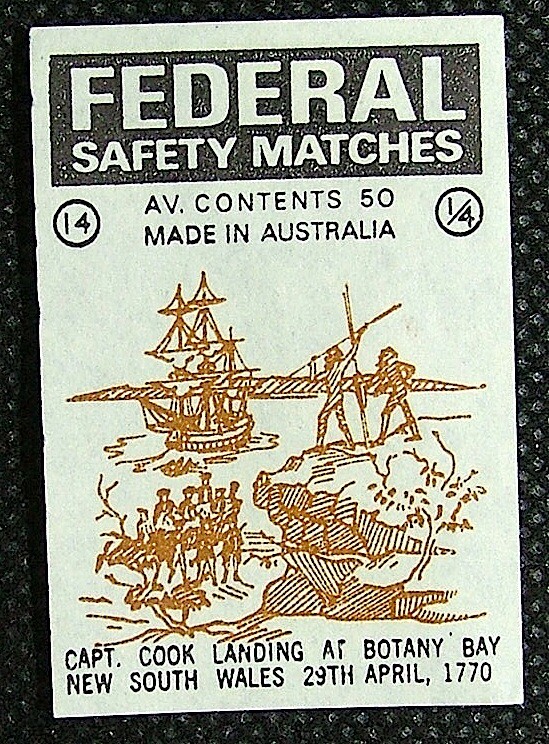 FEDERAL
SAFETY MATCHES
14 AV. CONTENTS 50 1/4
MADE IN AUSTRALIA
CAPT. COOK LANDING AT BOTANY BAY
NEW SOUTH WALES 29TH APRIL, 1770